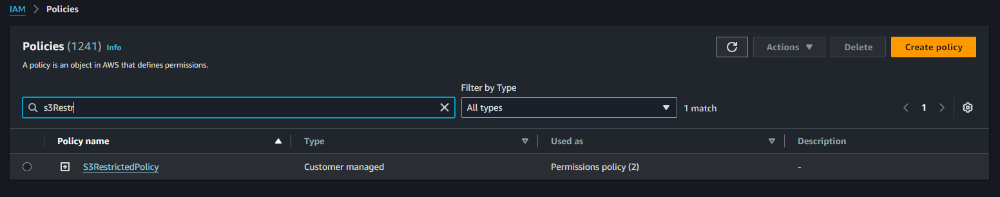 IAM > Policies
Policies (1241) Info
Actions Delete Create policy
A policy is an object in AWS that defines permissions.
Filter by Type
s3Restr All types 1 match 1
Policy name Type Used as Description
S3RestrictedPolicy Customer managed Permissions policy (2) -